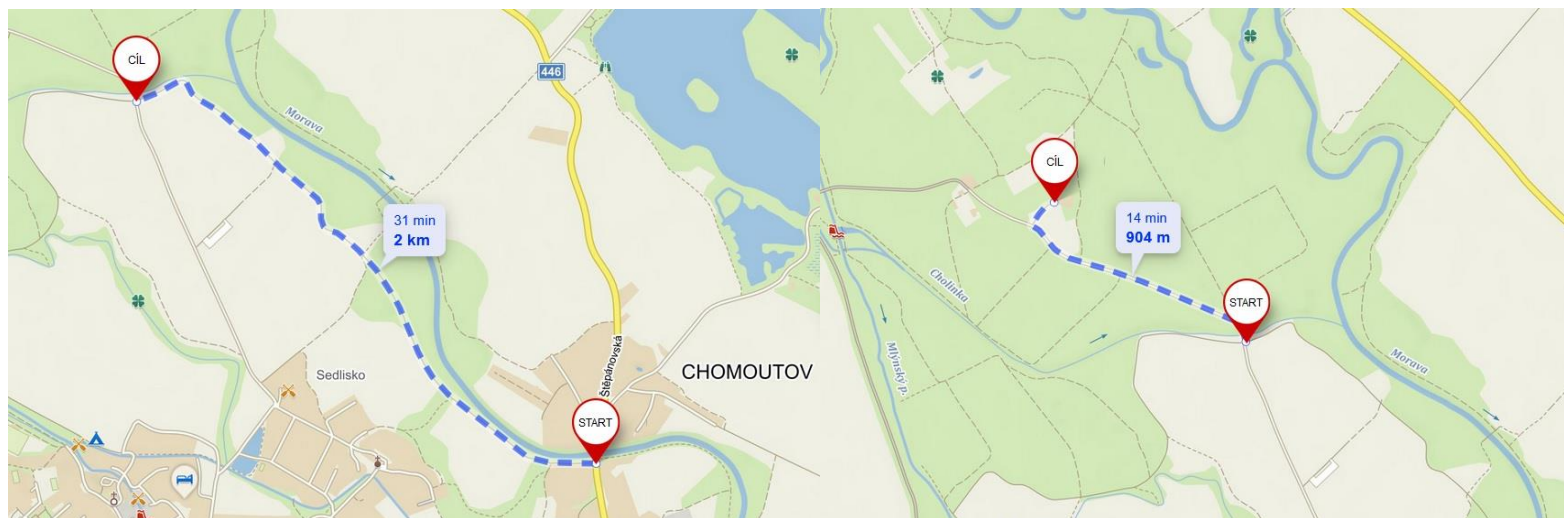 CÍL
446
Morava
31 min
2 km
Sedlisko
Štěpánovská
CHOMOUTOV
START
CÍL
14 min
904 m
START
Cholinka
Mlýnský p.
Morava